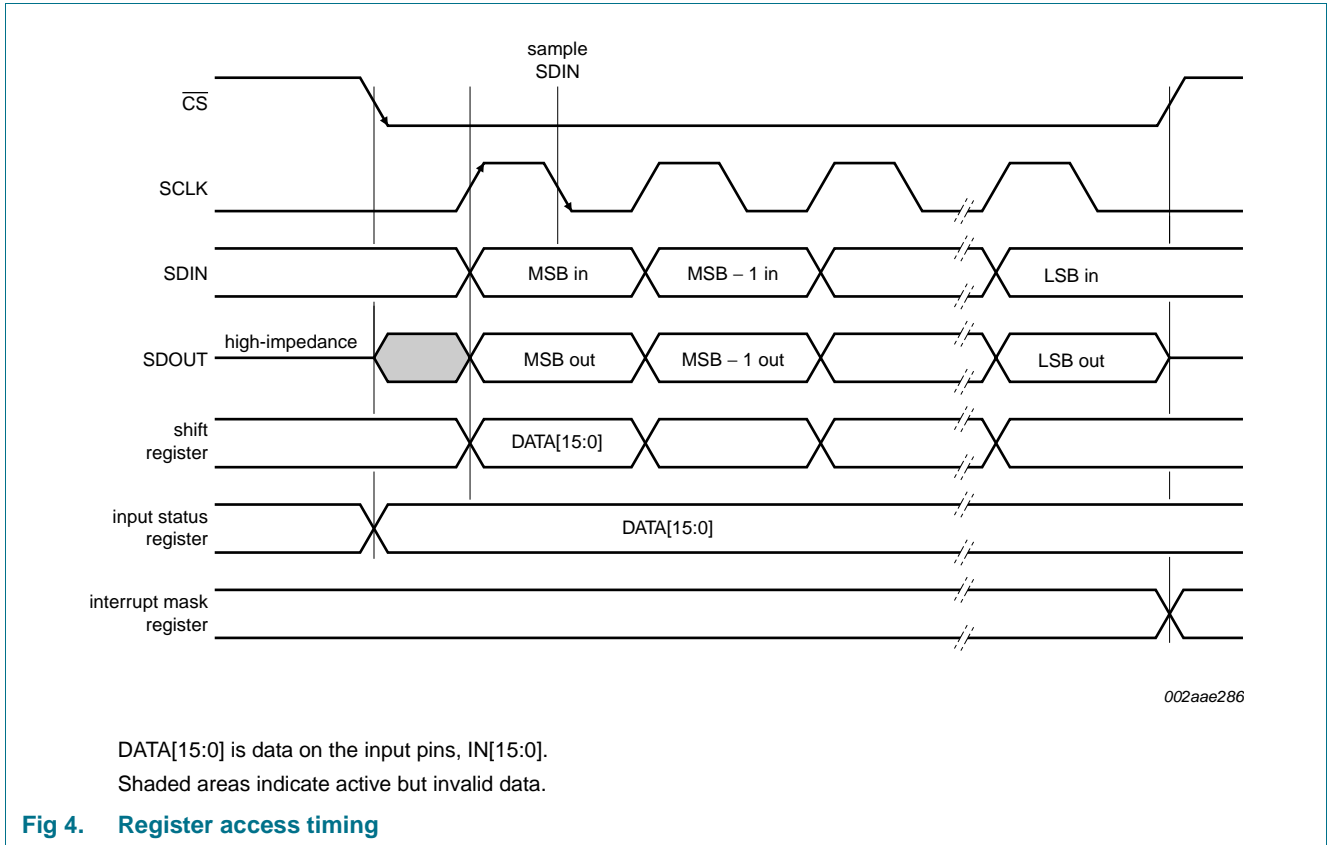 sample
SDIN
CS
SCLK
SDIN
MSB in
MSB − 1 in
LSB in
high-impedance
SDOUT
MSB out
MSB − 1 out
LSB out
shift
register
DATA[15:0]
input status
register
DATA[15:0]
interrupt mask
register
002aae286
DATA[15:0] is data on the input pins, IN[15:0].
Shaded areas indicate active but invalid data.
Fig 4. Register access timing